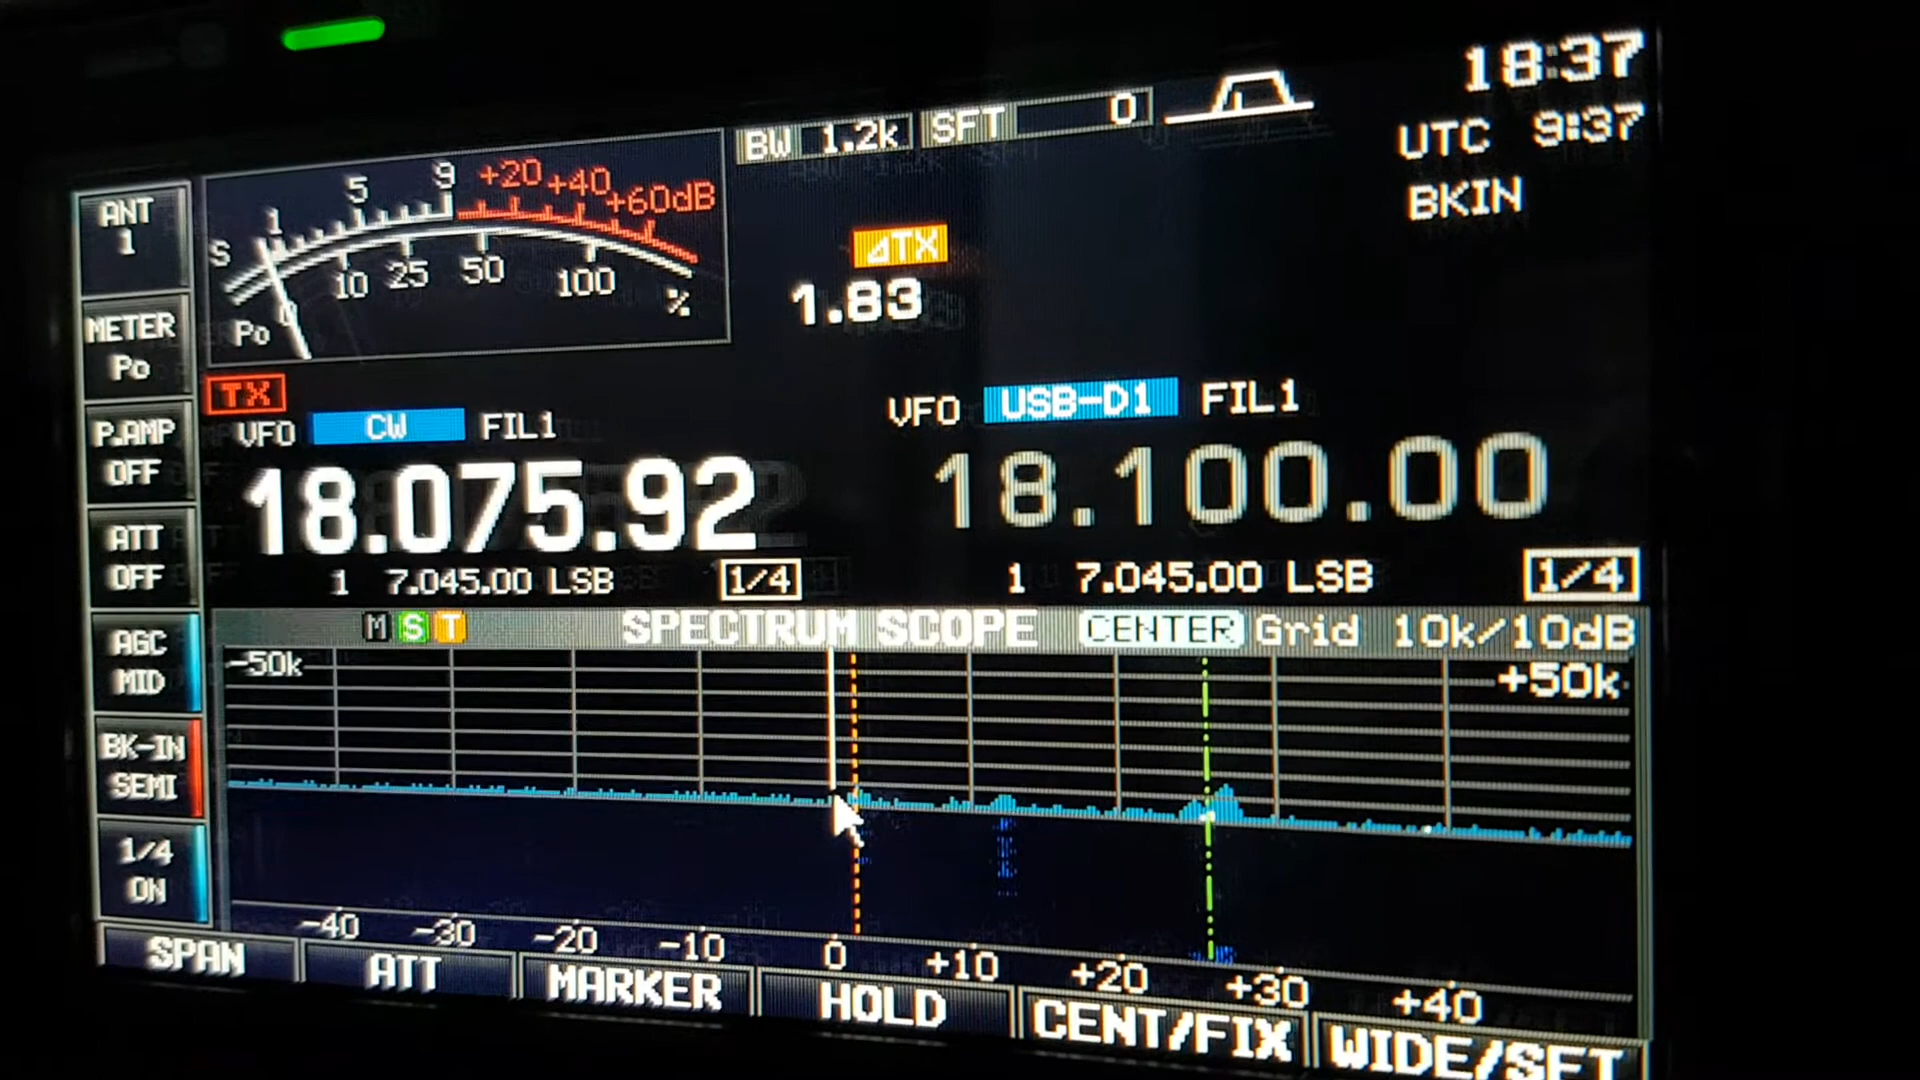 18:37
BW 1.2k SFT 0
UTC 9:37
BKIN
ANT
1
S 1 5 9 +20 +40 +60dB
0 10 25 50 100 %
Po
⊿TX
1.83
METER
Po
TX
VFO CW FIL1
VFO USB-D1 FIL1
P.AMP
OFF
18.075.92
18.100.00
ATT
OFF
1 7.045.00 LSB 1/4
1 7.045.00 LSB 1/4
M S T SPECTRUM SCOPE CENTER Grid 10k/10dB
AGC
MID
-50k +50k
BK-IN
SEMI
1/4
ON
-40 -30 -20 -10 0 +10 +20 +30 +40
SPAN ATT MARKER HOLD CENT/FIX WIDE/SET